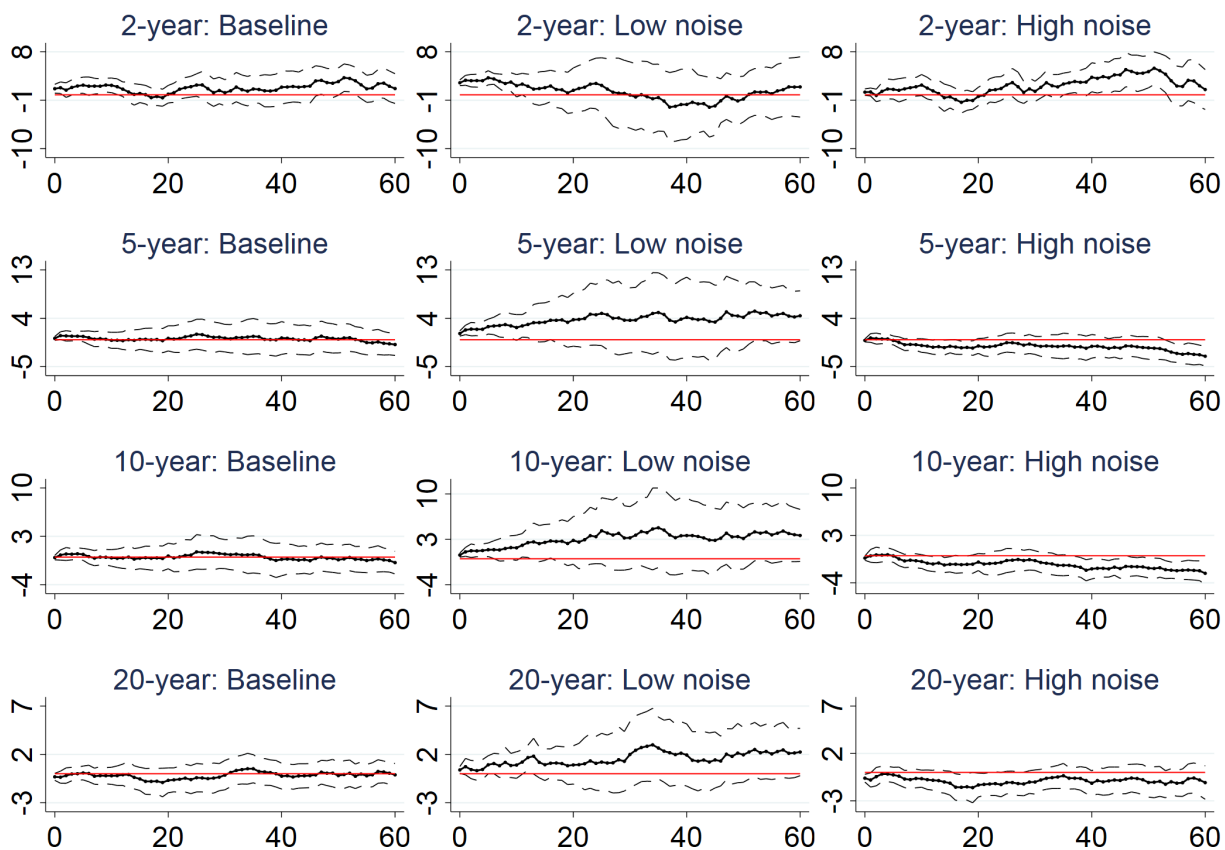 2-year: Baseline
2-year: Low noise
2-year: High noise
8
-1
-10
0 20 40 60
8
-1
-10
0 20 40 60
8
-1
-10
0 20 40 60
5-year: Baseline
5-year: Low noise
5-year: High noise
13
4
-5
0 20 40 60
13
4
-5
0 20 40 60
13
4
-5
0 20 40 60
10-year: Baseline
10-year: Low noise
10-year: High noise
10
3
-4
0 20 40 60
10
3
-4
0 20 40 60
10
3
-4
0 20 40 60
20-year: Baseline
20-year: Low noise
20-year: High noise
7
2
-3
0 20 40 60
7
2
-3
0 20 40 60
7
2
-3
0 20 40 60